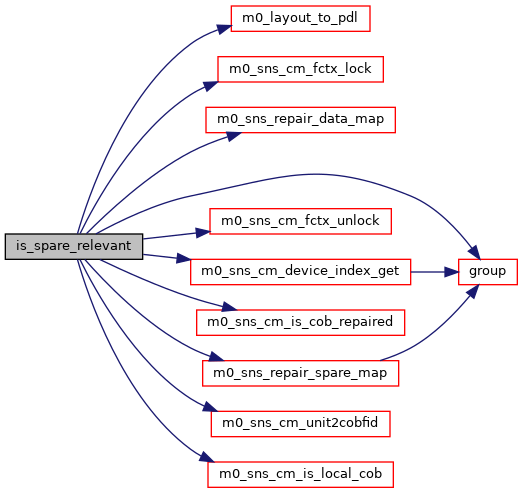 m0_layout_to_pdl
m0_sns_cm_fctx_lock
m0_sns_repair_data_map
m0_sns_cm_fctx_unlock
is_spare_relevant
m0_sns_cm_device_index_get
group
m0_sns_cm_is_cob_repaired
m0_sns_repair_spare_map
m0_sns_cm_unit2cobfid
m0_sns_cm_is_local_cob